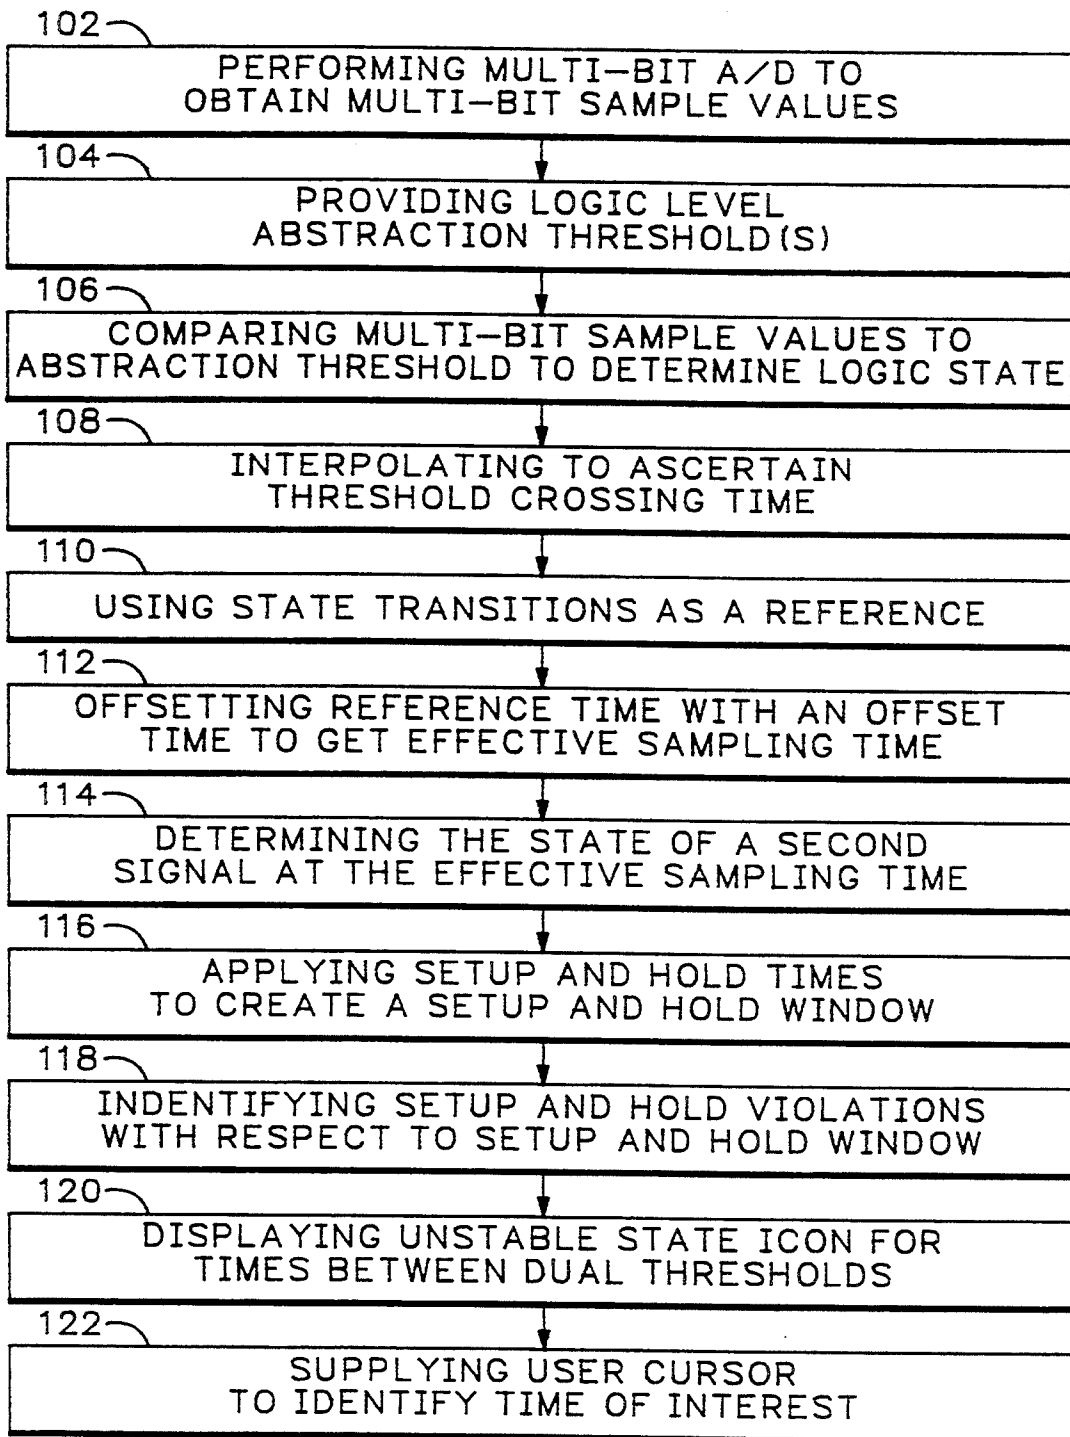 102
PERFORMING MULTI-BIT A/D TO
OBTAIN MULTI-BIT SAMPLE VALUES
104
PROVIDING LOGIC LEVEL
ABSTRACTION THRESHOLD(S)
106
COMPARING MULTI-BIT SAMPLE VALUES TO
ABSTRACTION THRESHOLD TO DETERMINE LOGIC STATE
108
INTERPOLATING TO ASCERTAIN
THRESHOLD CROSSING TIME
110
USING STATE TRANSITIONS AS A REFERENCE
112
OFFSETTING REFERENCE TIME WITH AN OFFSET
TIME TO GET EFFECTIVE SAMPLING TIME
114
DETERMINING THE STATE OF A SECOND
SIGNAL AT THE EFFECTIVE SAMPLING TIME
116
APPLYING SETUP AND HOLD TIMES
TO CREATE A SETUP AND HOLD WINDOW
118
INDENTIFYING SETUP AND HOLD VIOLATIONS
WITH RESPECT TO SETUP AND HOLD WINDOW
120
DISPLAYING UNSTABLE STATE ICON FOR
TIMES BETWEEN DUAL THRESHOLDS
122
SUPPLYING USER CURSOR
TO IDENTIFY TIME OF INTEREST